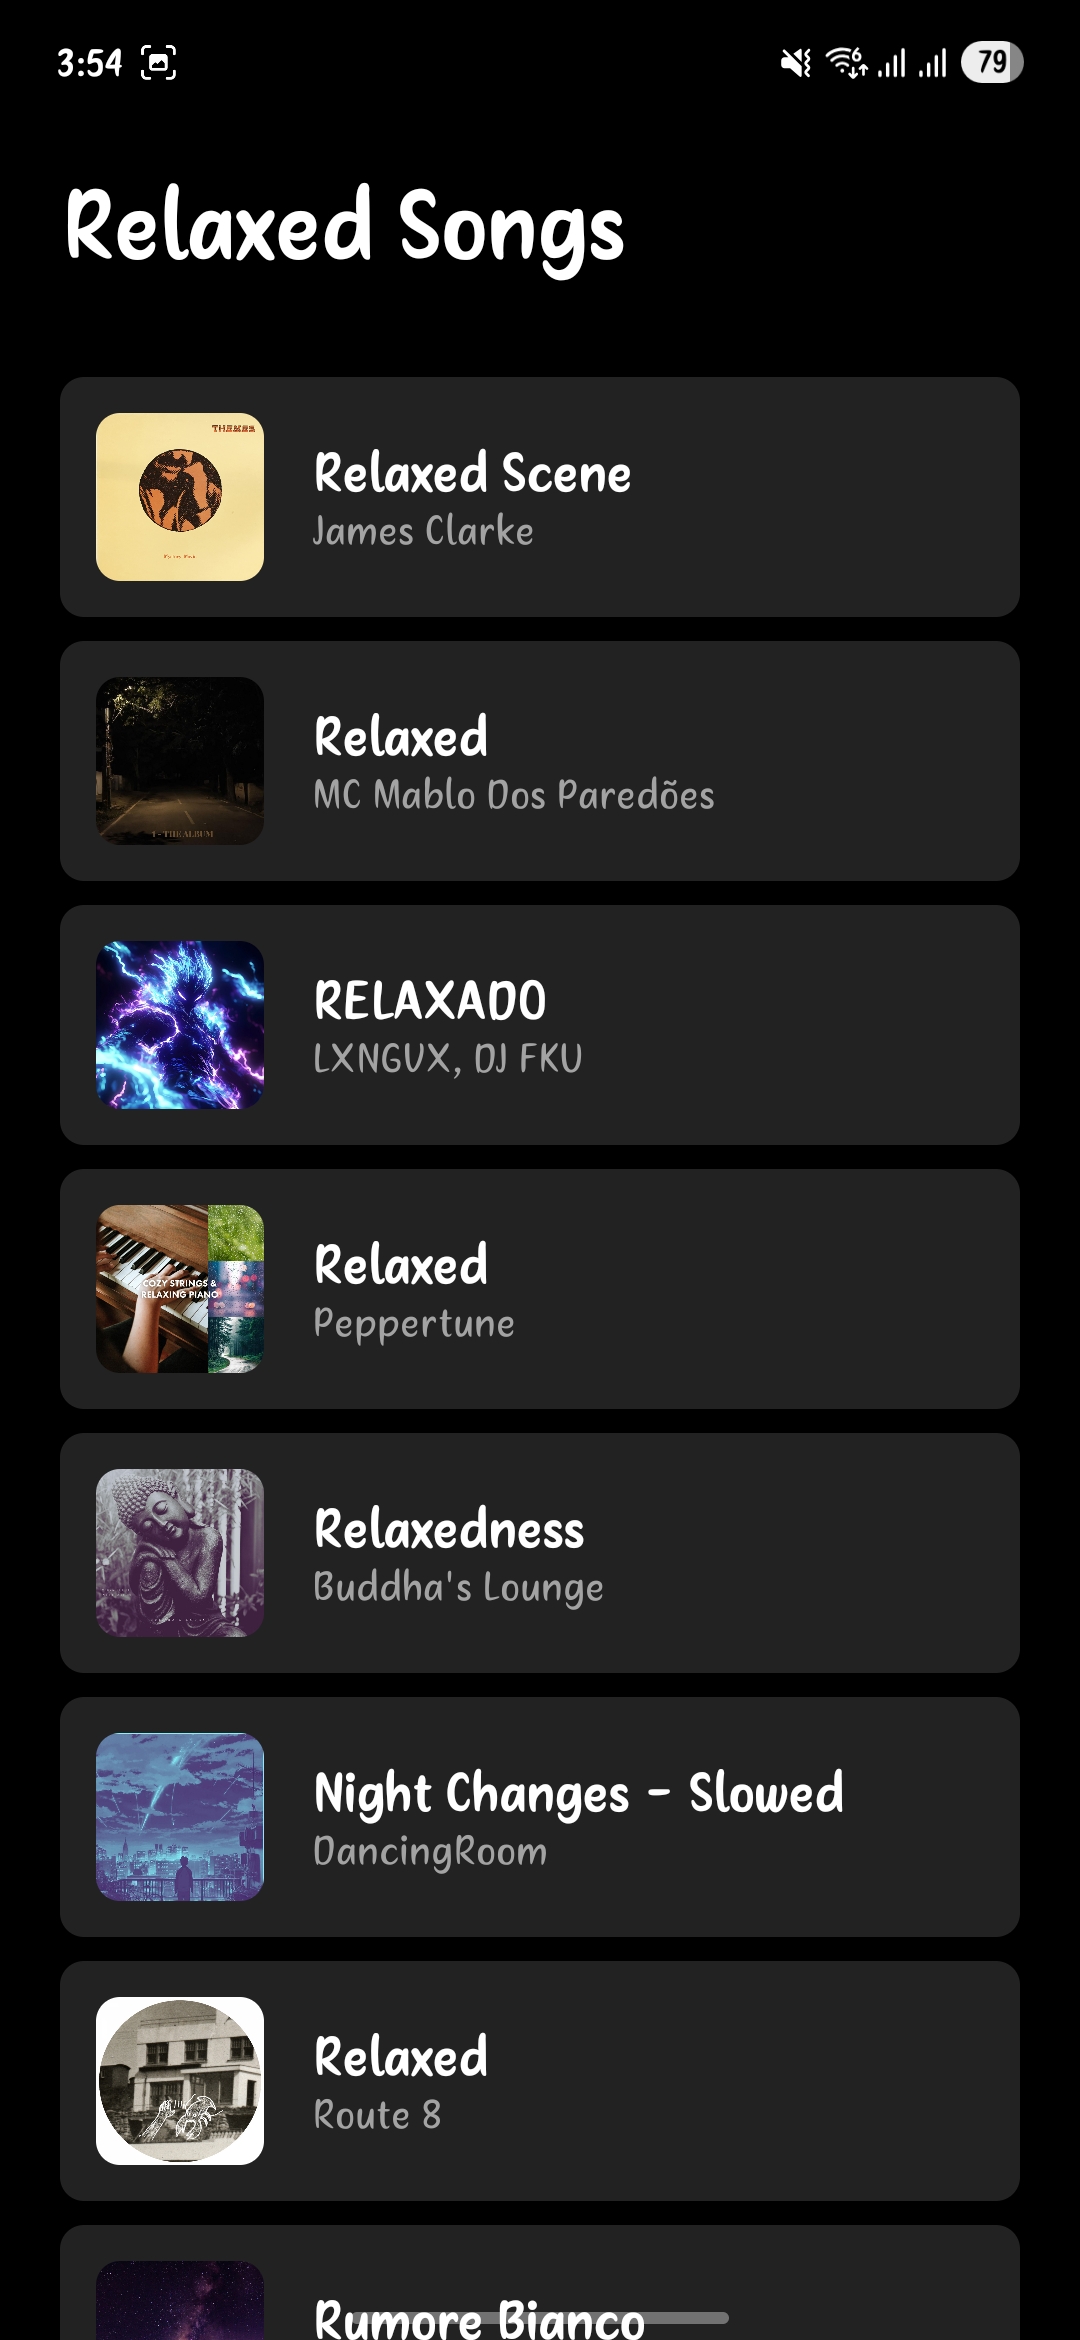 3:54
6
79
Relaxed Songs
THEMES
Relaxed Scene
James Clarke
Relaxed
MC Mablo Dos Paredões
1 - THE ALBUM
RELAXADO
LXNGVX, DJ FKU
COZY STRINGS &
RELAXING PIANO
Relaxed
Peppertune
Relaxedness
Buddha's Lounge
Night Changes - Slowed
DancingRoom
Relaxed
Route 8
Rumore Bianco